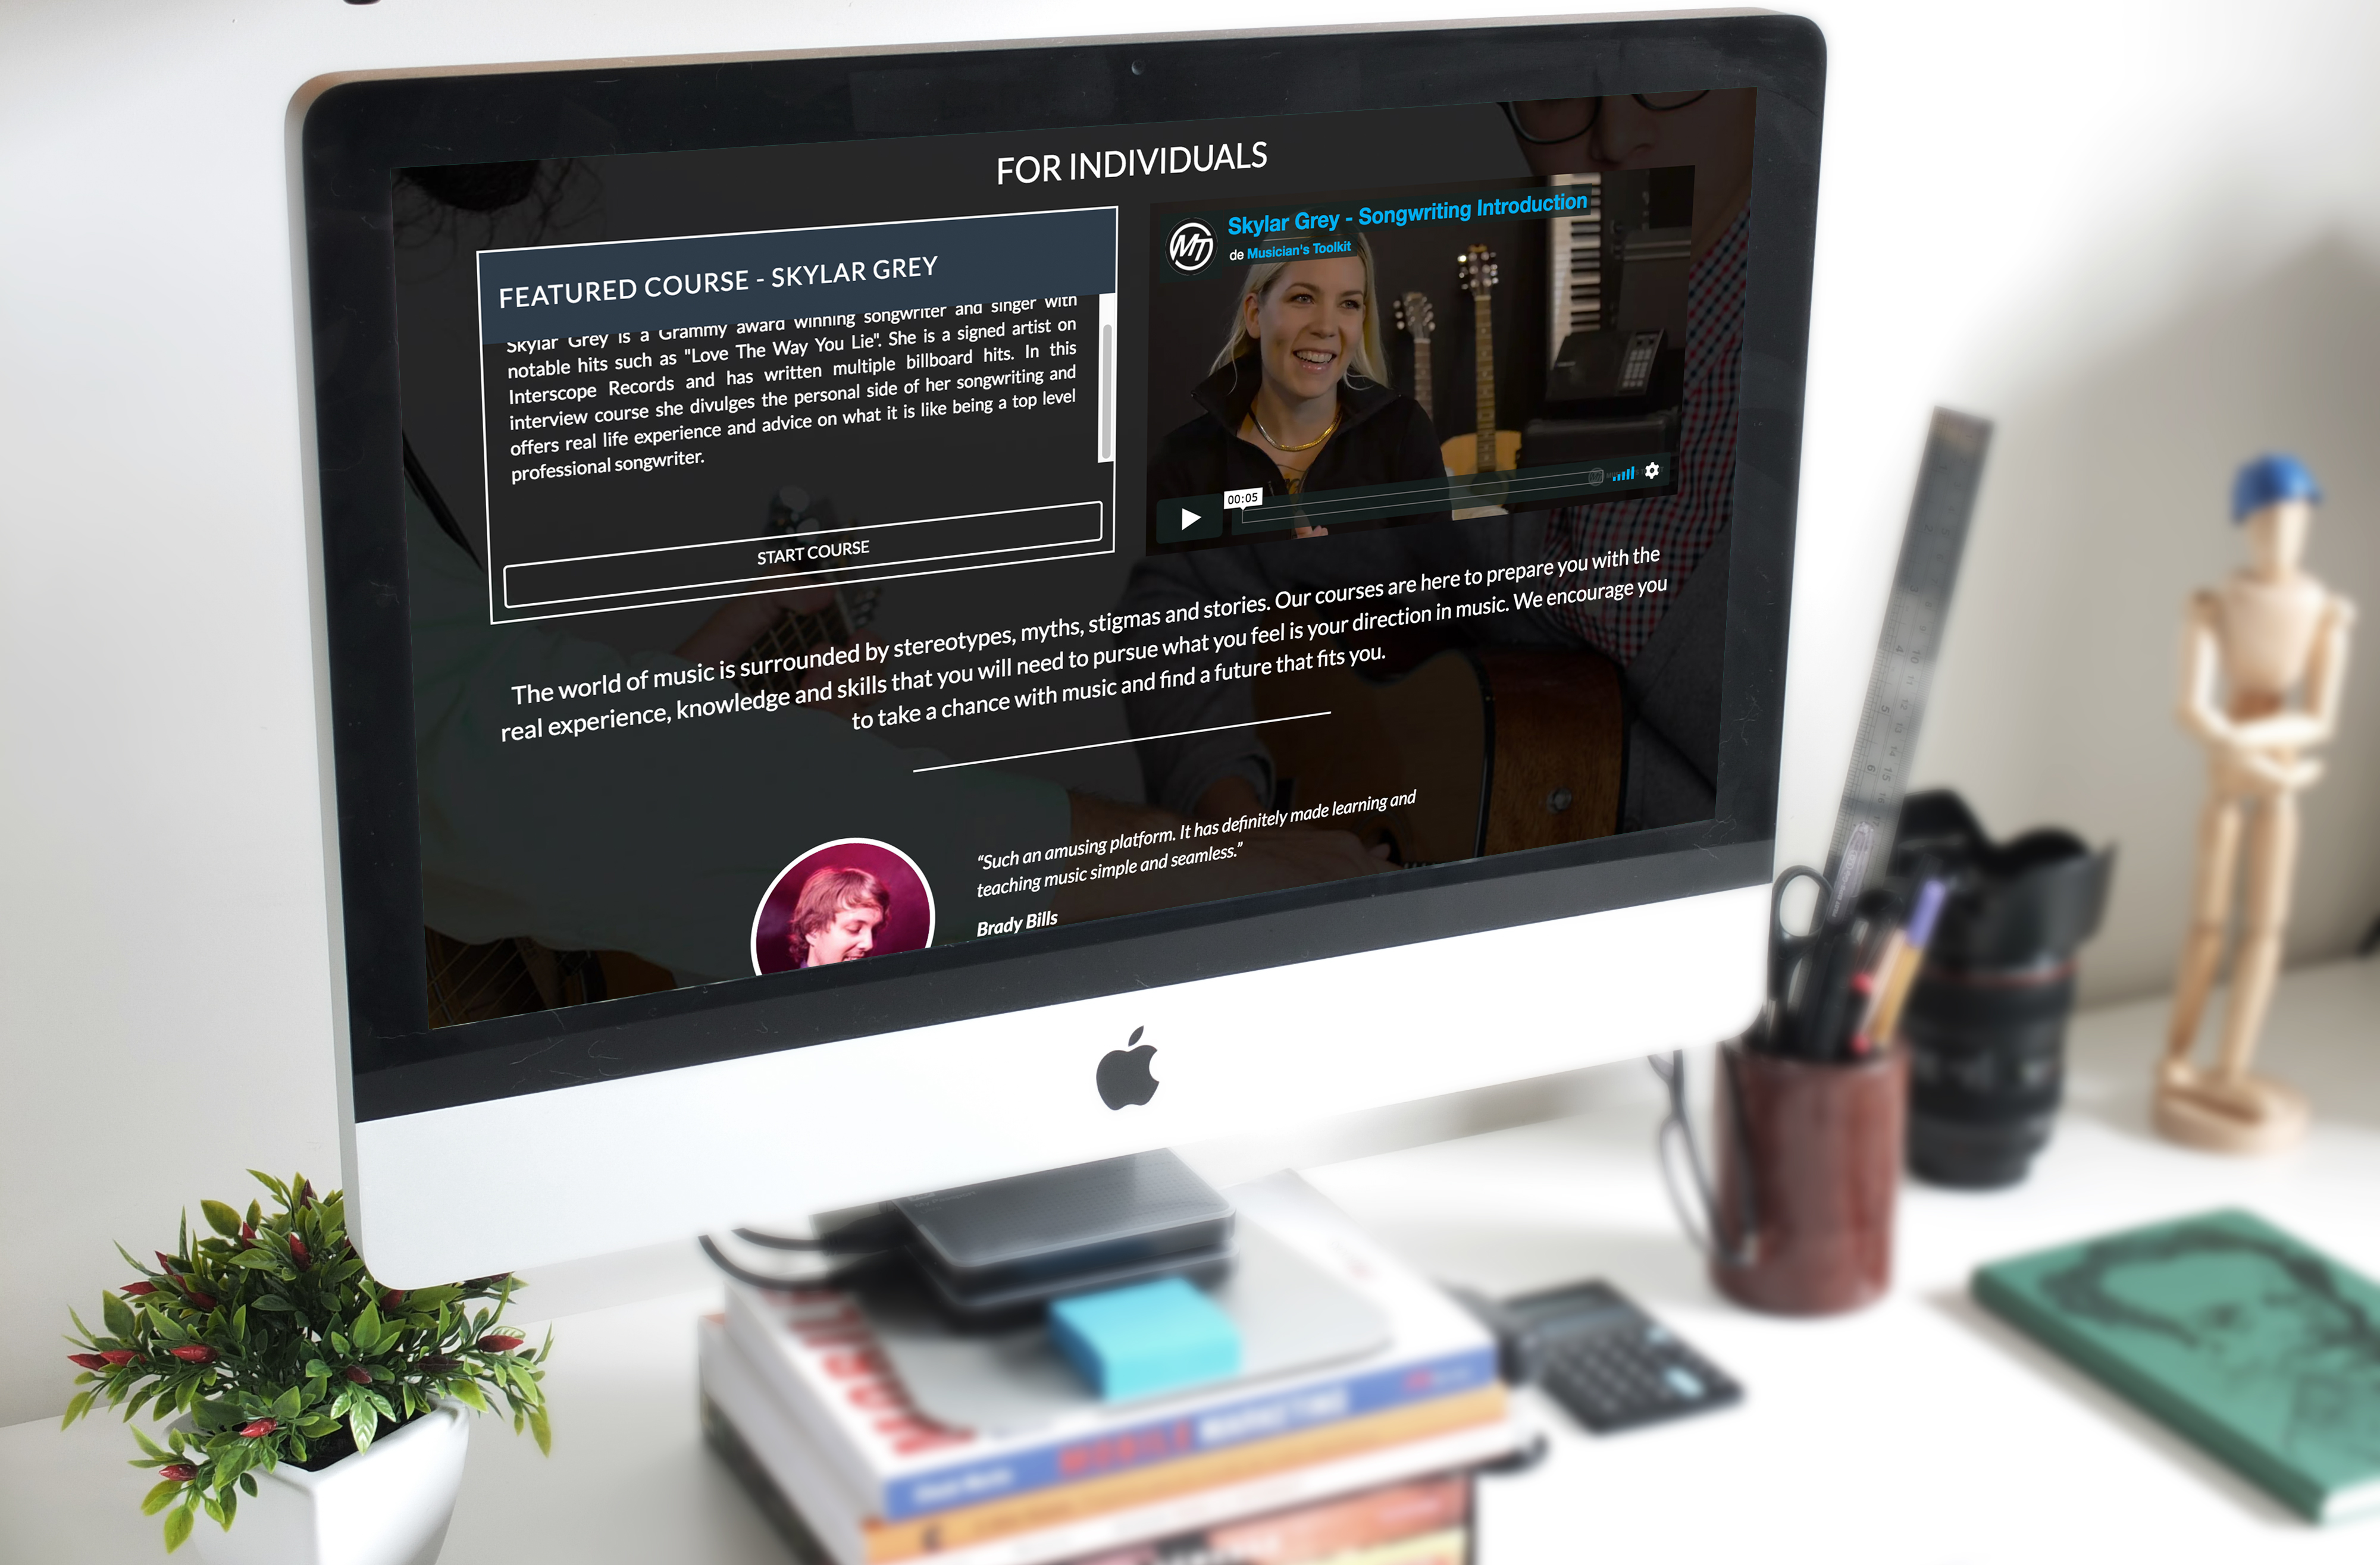 FOR INDIVIDUALS
FEATURED COURSE - SKYLAR GREY
Skylar Grey is a Grammy award winning songwriter and singer with
notable hits such as "Love The Way You Lie". She is a signed artist on
Interscope Records and has written multiple billboard hits. In this
interview course she divulges the personal side of her songwriting and
offers real life experience and advice on what it is like being a top level
professional songwriter.
START COURSE
MT
Skylar Grey - Songwriting Introduction
de Musician's Toolkit
00:05
The world of music is surrounded by stereotypes, myths, stigmas and stories. Our courses are here to prepare you with the
real experience, knowledge and skills that you will need to pursue what you feel is your direction in music. We encourage you
to take a chance with music and find a future that fits you.
“Such an amusing platform. It has definitely made learning and
teaching music simple and seamless.”
Brady Bills
MOBILE MARKETING